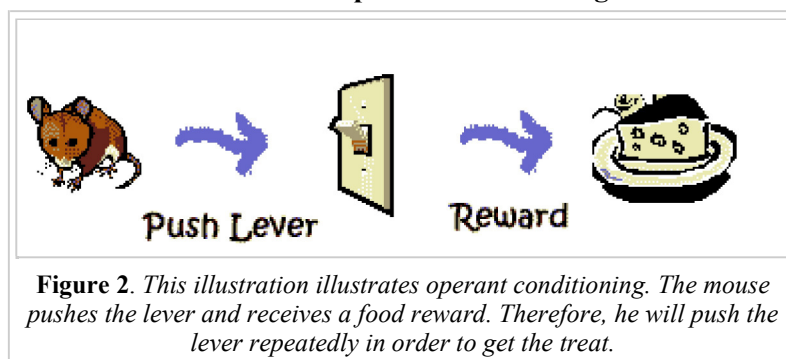 Push Lever
Reward
Figure 2. This illustration illustrates operant conditioning. The mouse
pushes the lever and receives a food reward. Therefore, he will push the
lever repeatedly in order to get the treat.